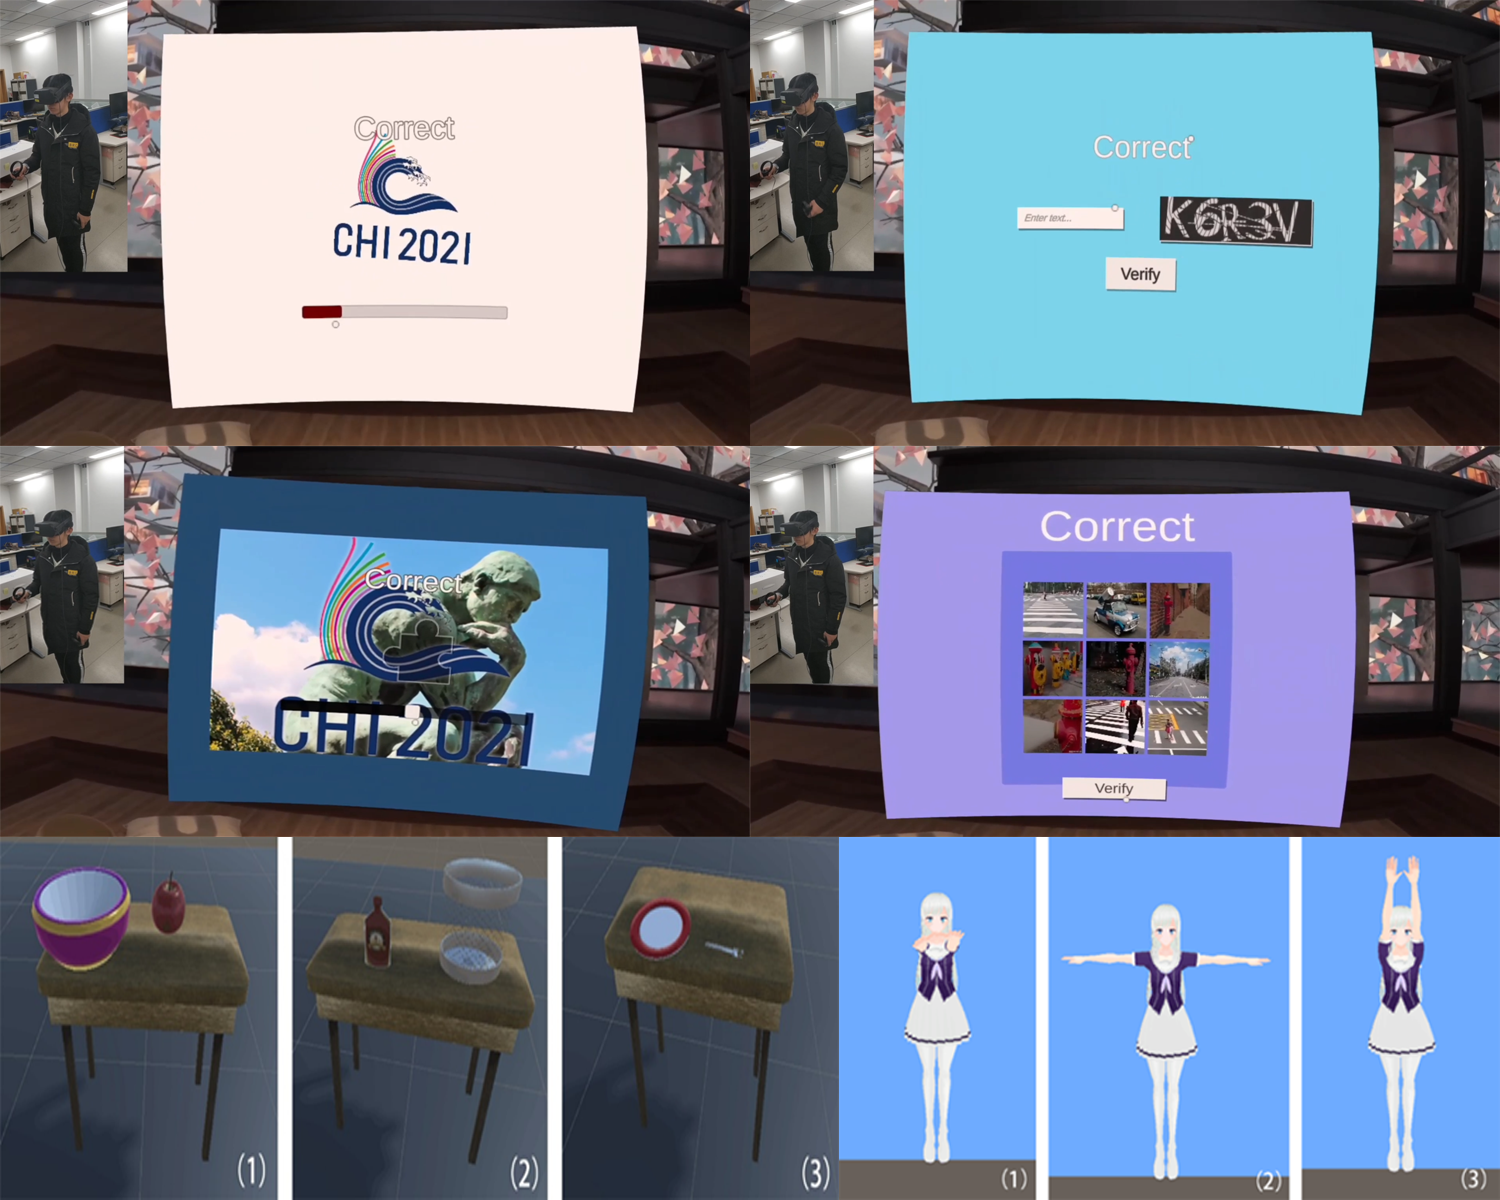 Correct
CHI 2021
Correct
Enter text...
K6R3V
Verify
Correct
CHI 2021
Correct
Verify
(1)
(2)
(3)
(1)
(2)
(3)